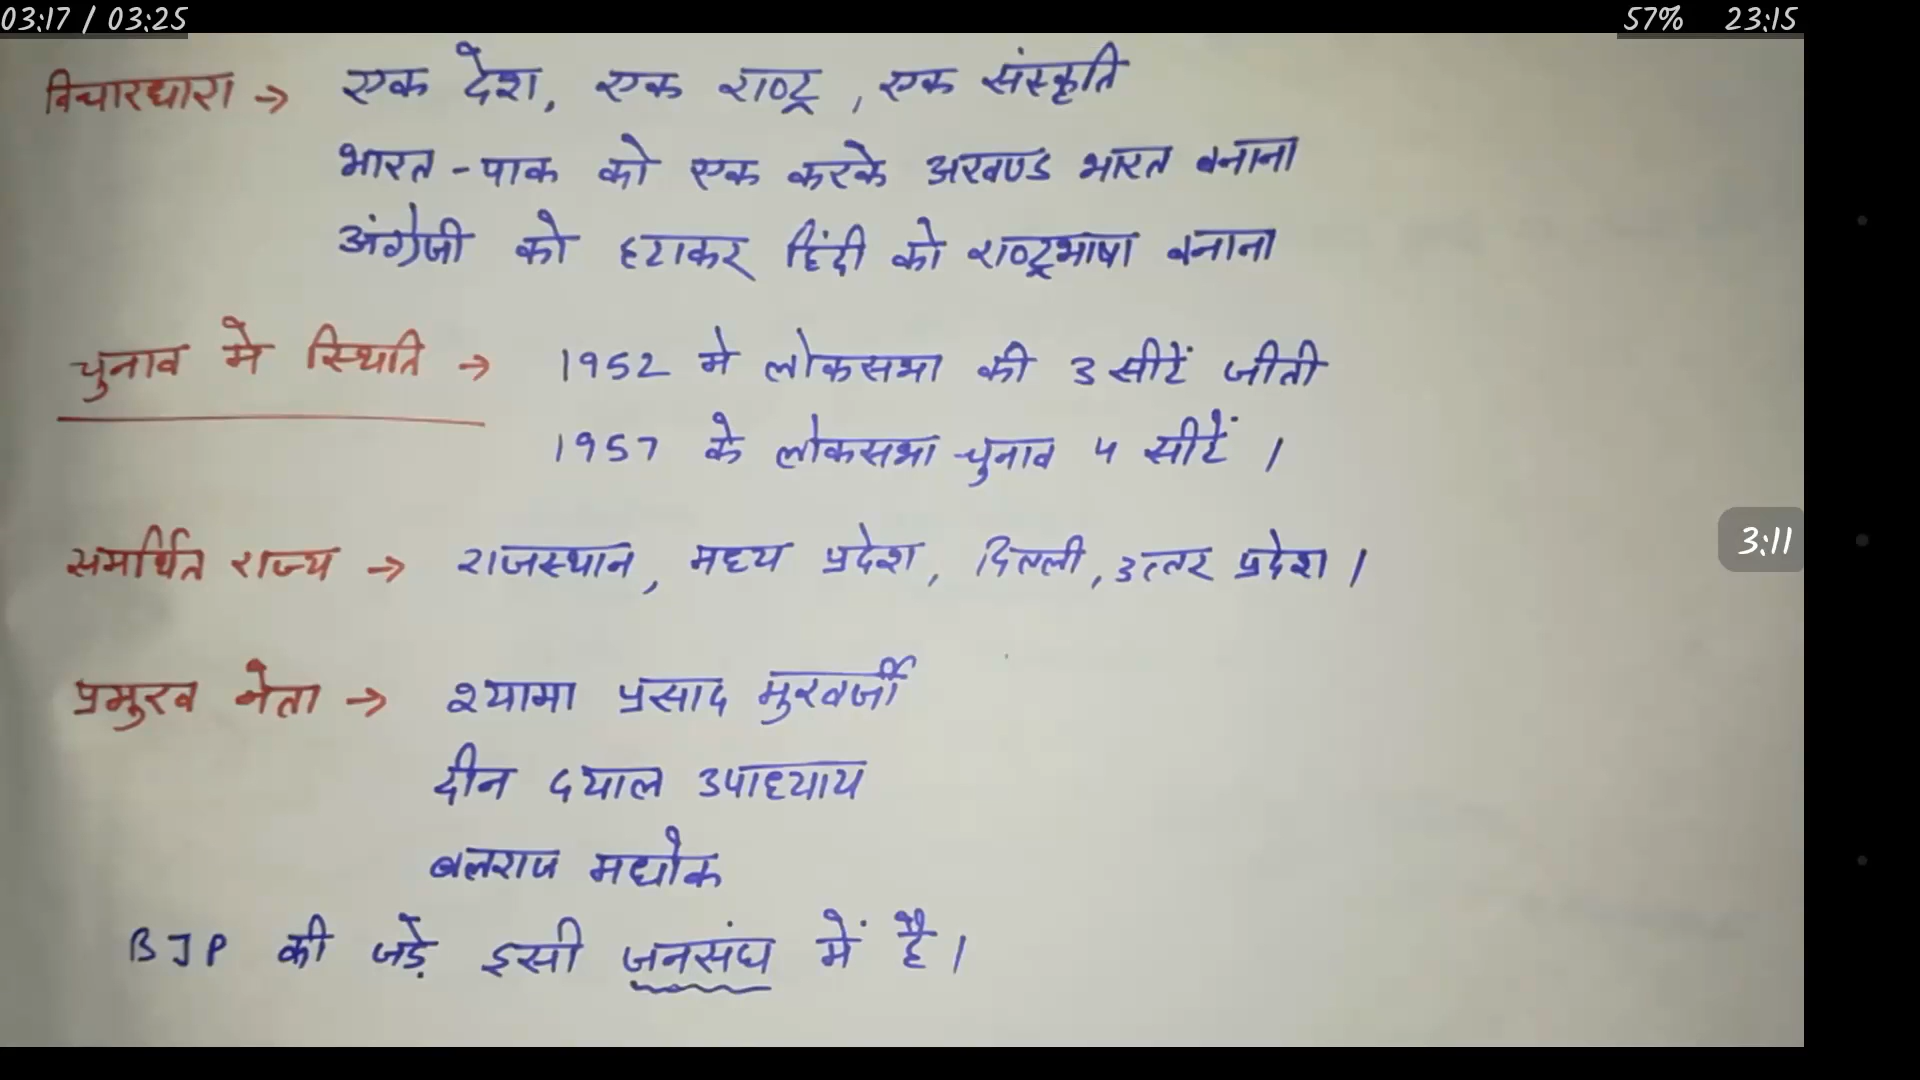 03:17 / 03:25
57% 23:15
विचारधारा → एक देश, एक राष्ट्र, एक संस्कृति
भारत - पाक को एक करके अखण्ड भारत बनाना
अंग्रेजी को हटाकर हिंदी को राष्ट्रभाषा बनाना
चुनाव मे स्थिति → 1952 मे लोकसभा की 3 सीटें जीती
1957 के लोकसभा चुनाव 4 सीटें ।
3:11
समर्थित राज्य → राजस्थान, मध्य प्रदेश, दिल्ली, उत्तर प्रदेश ।
प्रमुख नेता → श्यामा प्रसाद मुखर्जी
दीन दयाल उपाध्याय
बलराज मधोक
BJP की जड़े इसी जनसंघ में है ।